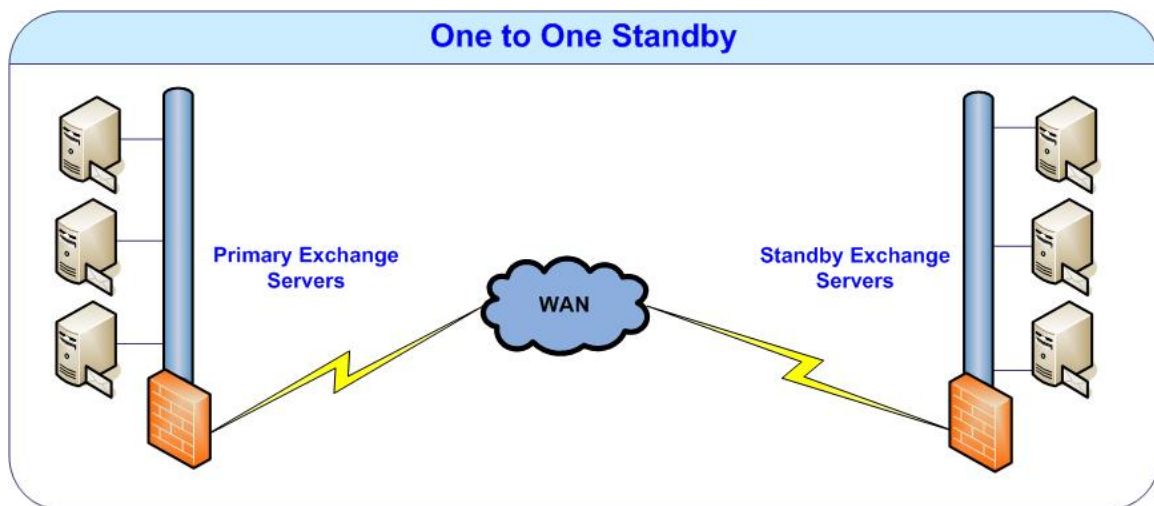 One to One Standby
Primary Exchange
Servers
WAN
Standby Exchange
Servers